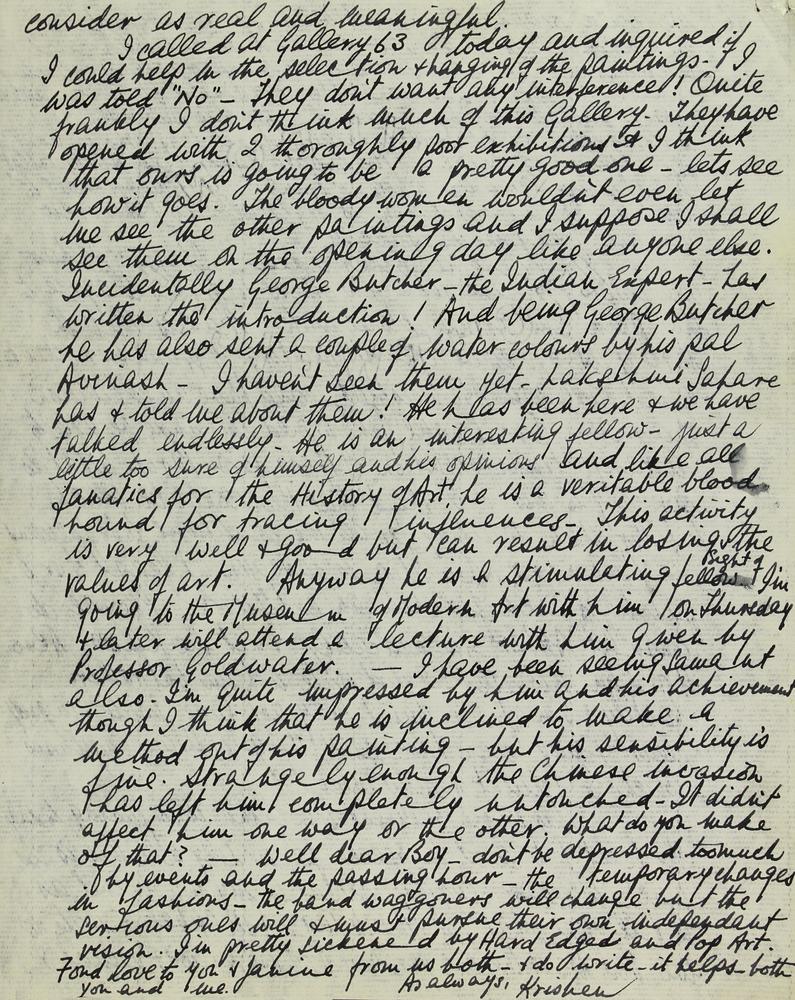 consider as real and meaningful.
I called at Gallery 63 today and inquired if
I could help in the selection & hanging of the paintings. I
was told "No" - They don't want any interference! Quite
frankly I don't think much of this Gallery. They have
opened with 2 thoroughly poor exhibitions & I think
that ours is going to be a pretty good one - lets see
how it goes. The bloody women wouldn't even let
me see the other paintings and I suppose I shall
see them on the opening day like anyone else.
Incidentally George Butcher - the Indian Expert - has
written the introduction! And being George Butcher
he has also sent a couple of water colours by his pal
Avinash - I haven't seen them yet - Lakshmi Sahare
has & told me about them! He has been here & we have
talked endlessly. He is an interesting fellow - just a
little too sure of himself and his opinions and like all
fanatics for the History of Art he is a veritable blood
hound for tracing influences. This activity
is very well & good but can result in losing sight of the
values of art. Anyway he is a stimulating fellow. I'm
going to the Museum of Modern Art with him on Thursday
& later will attend a lecture with him given by
Professor Goldwater. — I have been seeing Samant
also. I'm quite impressed by him and his achievement
though I think that he is inclined to make a
method out of his painting - but his sensibility is
fine. Strangely enough the Chinese invasion
has left him completely untouched - It didn't
affect him one way or the other. What do you make
of that? — Well dear Boy - don't be depressed too much
by events and the passing hour - the temporary changes
in fashions - the band waggoners will change but the
serious ones will & must pursue their own independant
vision. I'm pretty sickened by Hard Edged and Pop Art.
Fond love to you & Janine from us both - & do write - it helps both
you and me. As always, Krishen